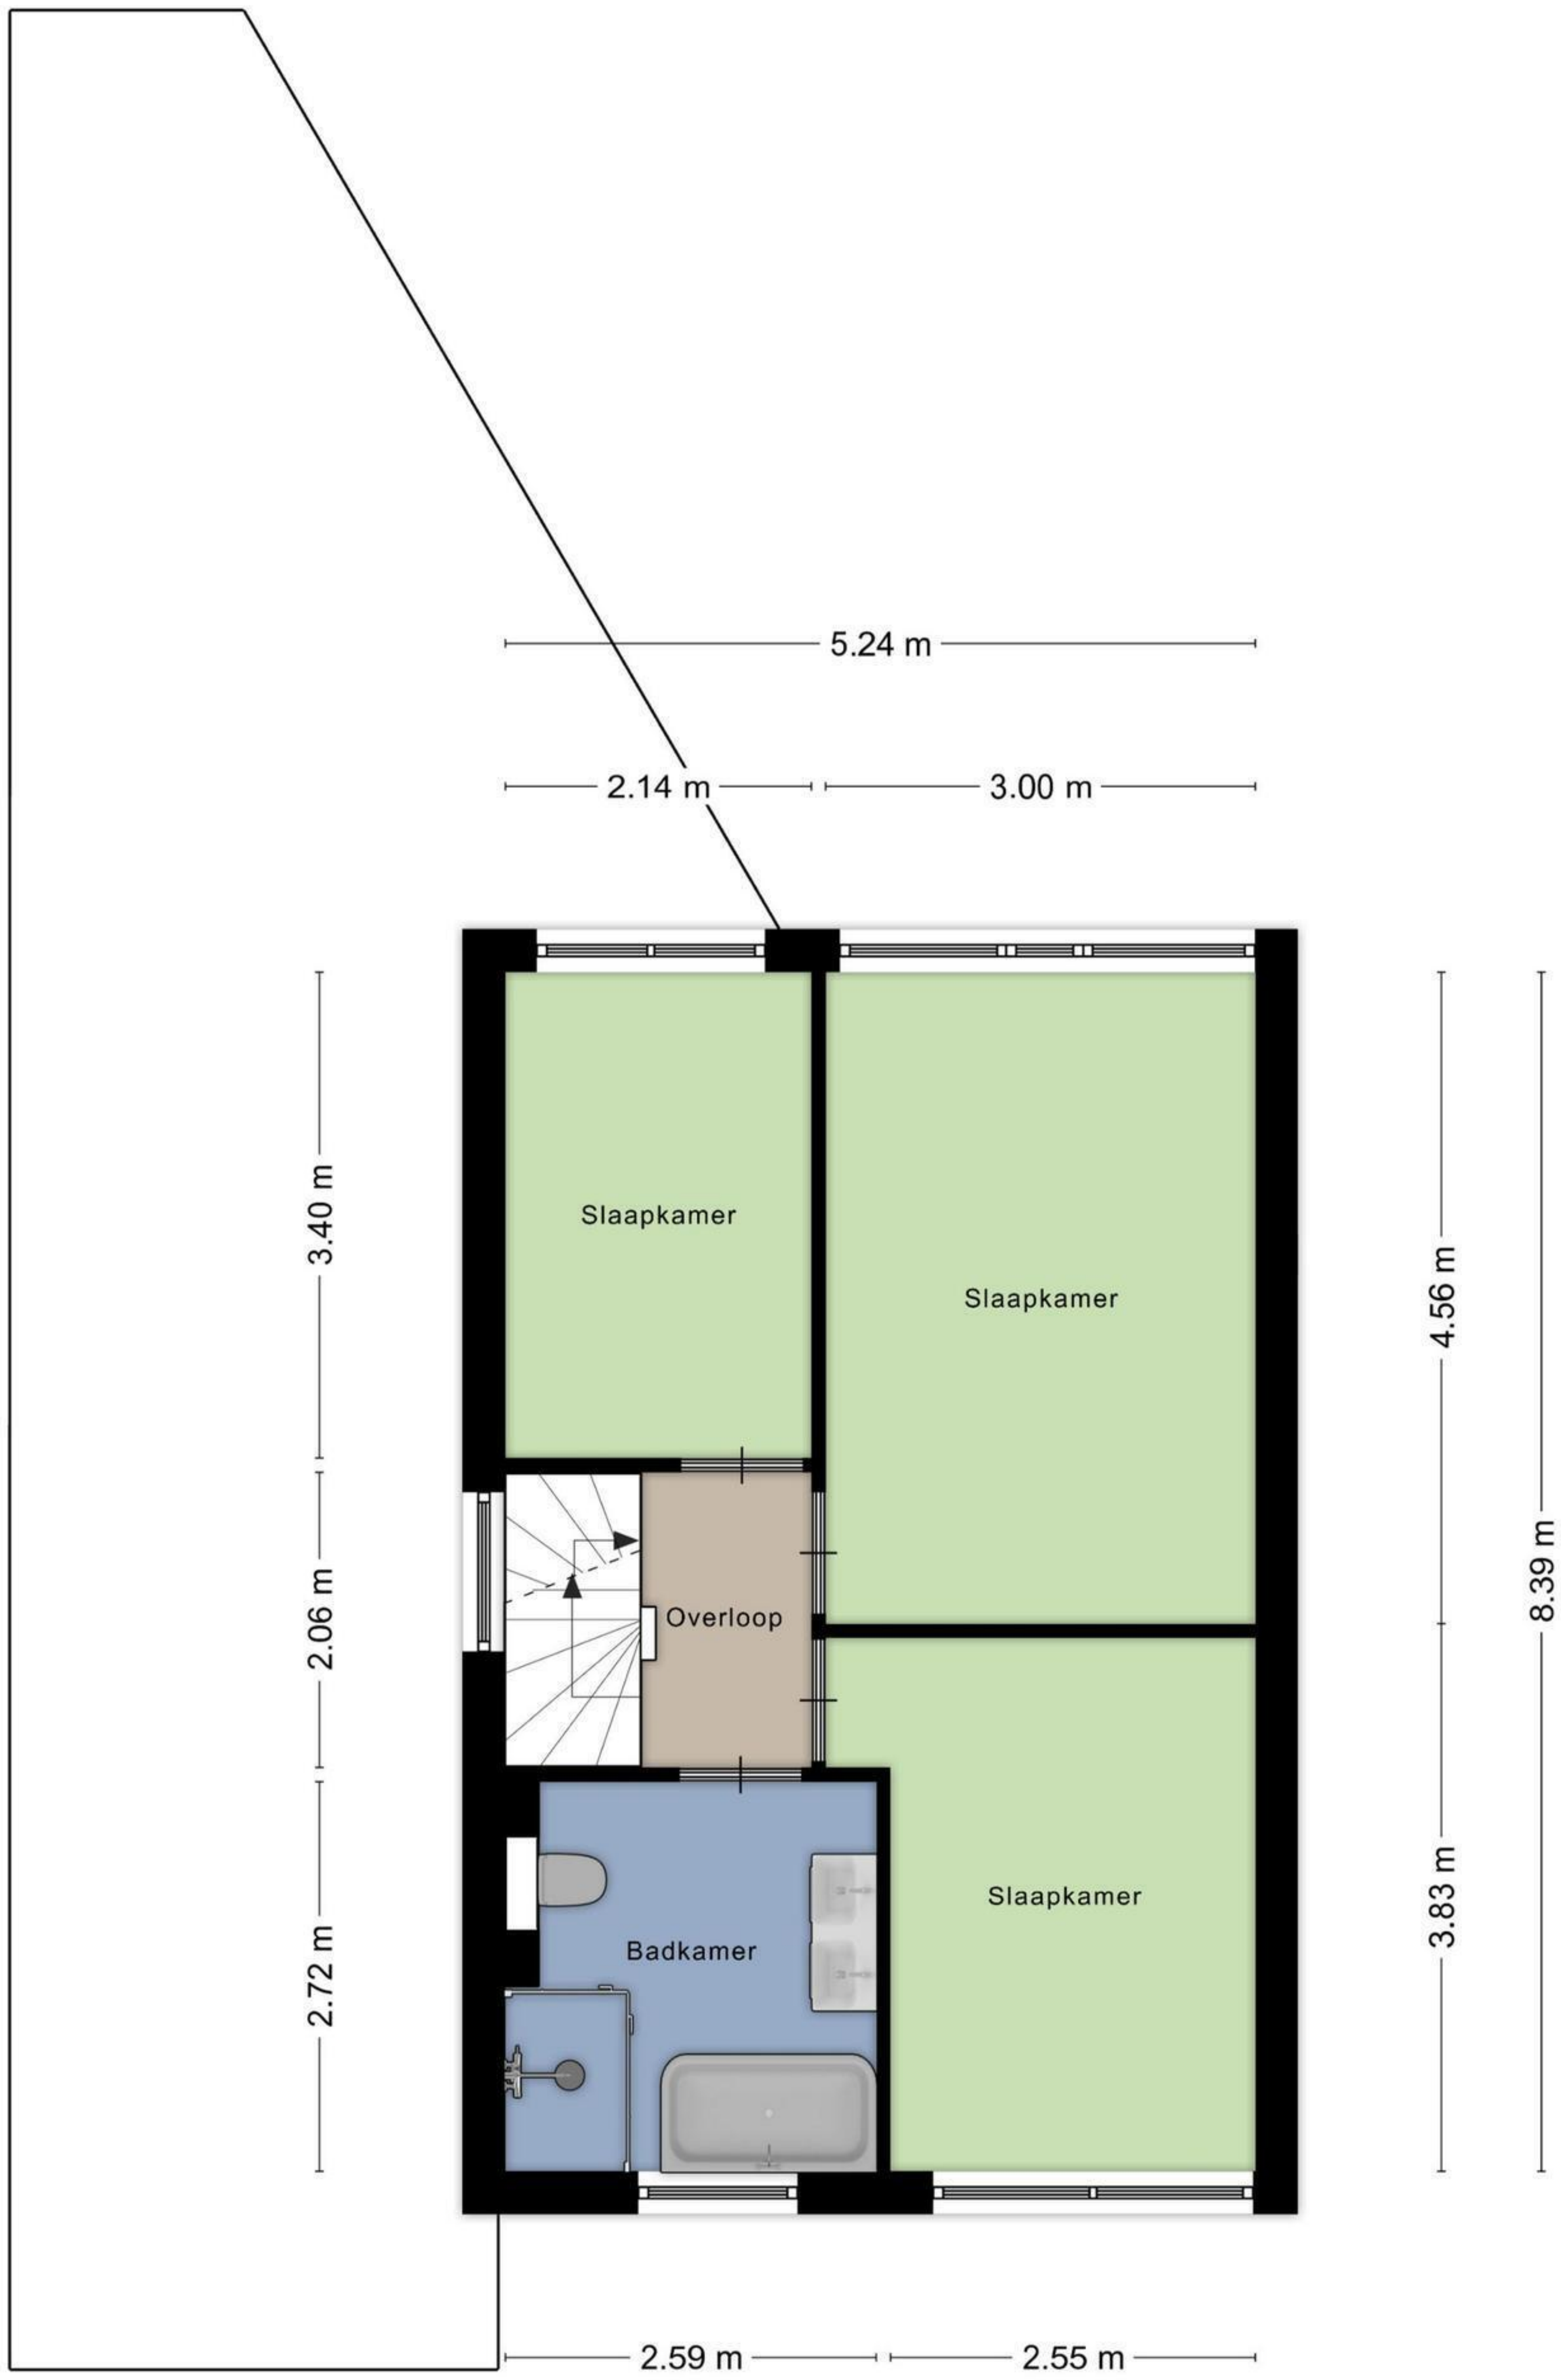 5.24 m
2.14 m
3.00 m
3.40 m
Slaapkamer
Slaapkamer
4.56 m
8.39 m
2.06 m
Overloop
Slaapkamer
3.83 m
Badkamer
2.72 m
2.59 m
2.55 m